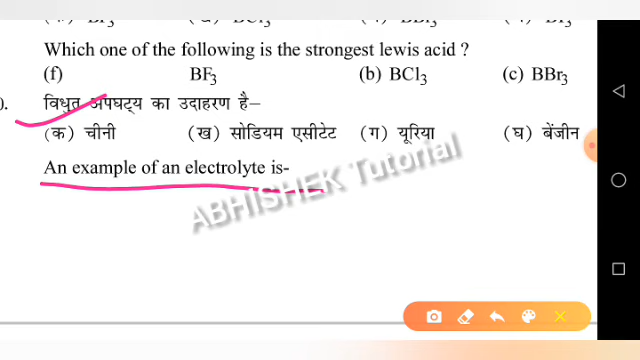 Which one of the following is the strongest lewis acid ?
(f) BF3 (b) BCl3 (c) BBr3
विधुत अपघट्य का उदाहरण है–
(क) चीनी (ख) सोडियम एसीटेट (ग) यूरिया (घ) बेंजीन
An example of an electrolyte is-
ABHISHEK Tutorial